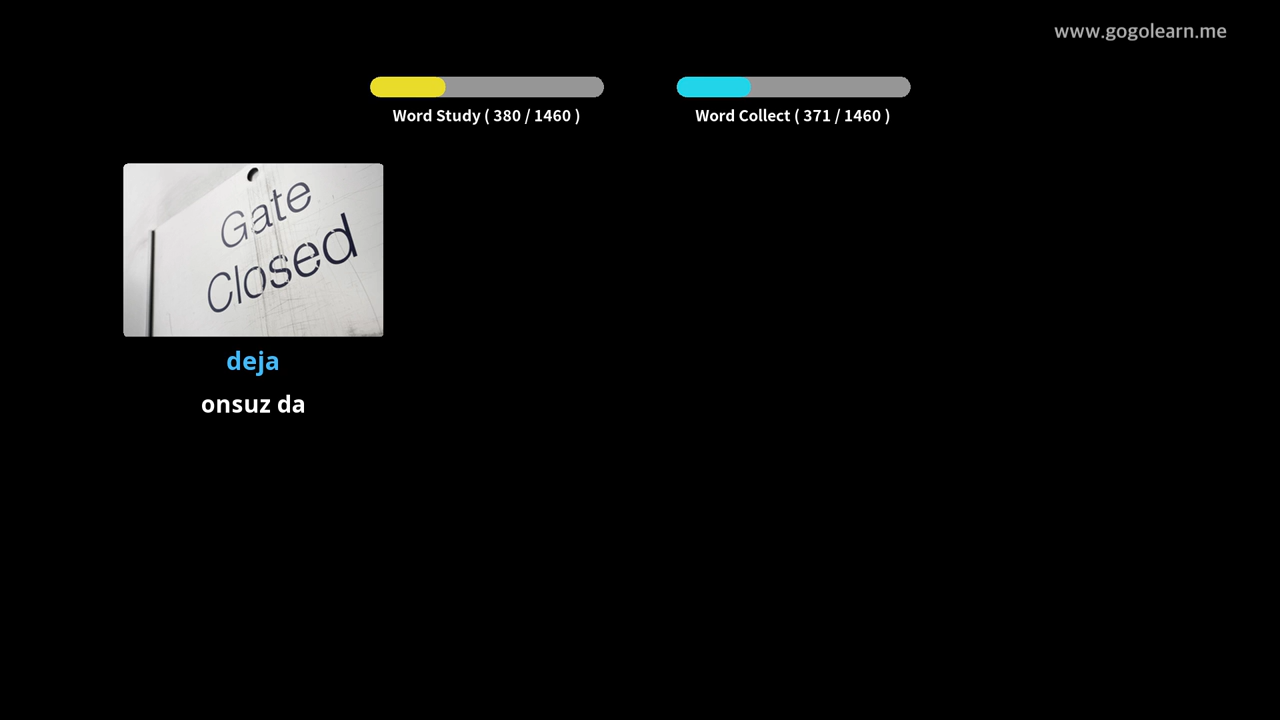 www.gogolearn.me
Word Study ( 380 / 1460 )
Word Collect ( 371 / 1460 )
Gate
Closed
deja
onsuz da